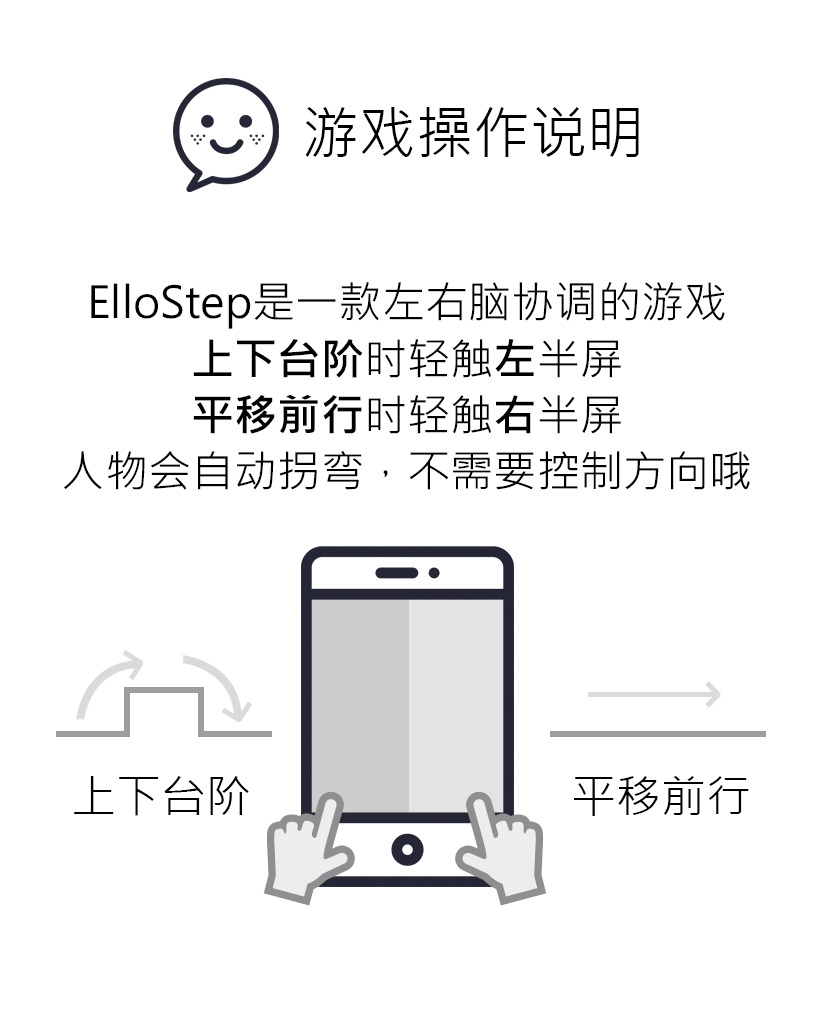 游戏操作说明
ElloStep是一款左右脑协调的游戏
上下台阶时轻触左半屏
平移前行时轻触右半屏
人物会自动拐弯，不需要控制方向哦
上下台阶
平移前行